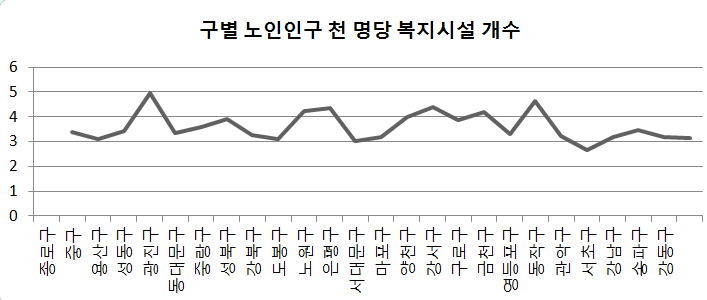 구별 노인인구 천 명당 복지시설 개수
6
5
4
3
2
1
0
종로구
중구
용산구
성동구
광진구
동대문구
중랑구
성북구
강북구
도봉구
노원구
은평구
서대문구
마포구
양천구
강서구
구로구
금천구
영등포구
동작구
관악구
서초구
강남구
송파구
강동구